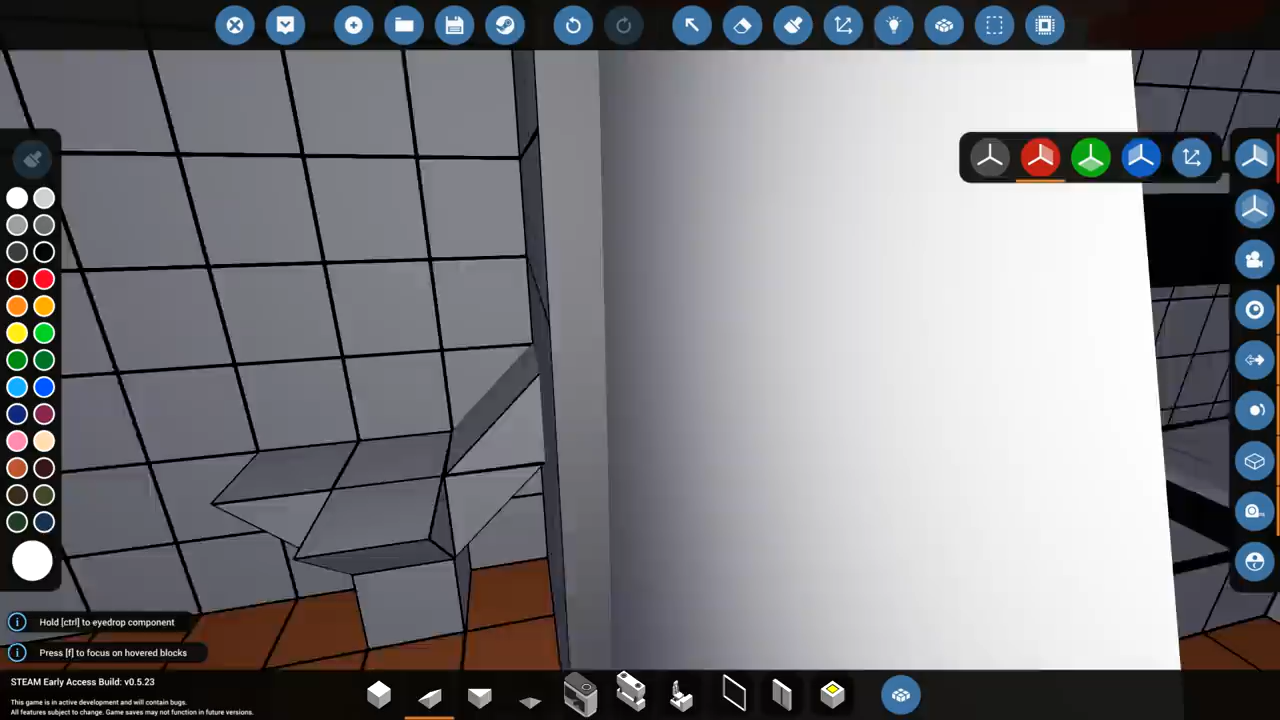 Hold [ctrl] to eyedrop component
Press [f] to focus on hovered blocks
STEAM Early Access Build: v0.5.23
This game is in active development and will contain bugs.
All features subject to change. Game saves may not function in future versions.